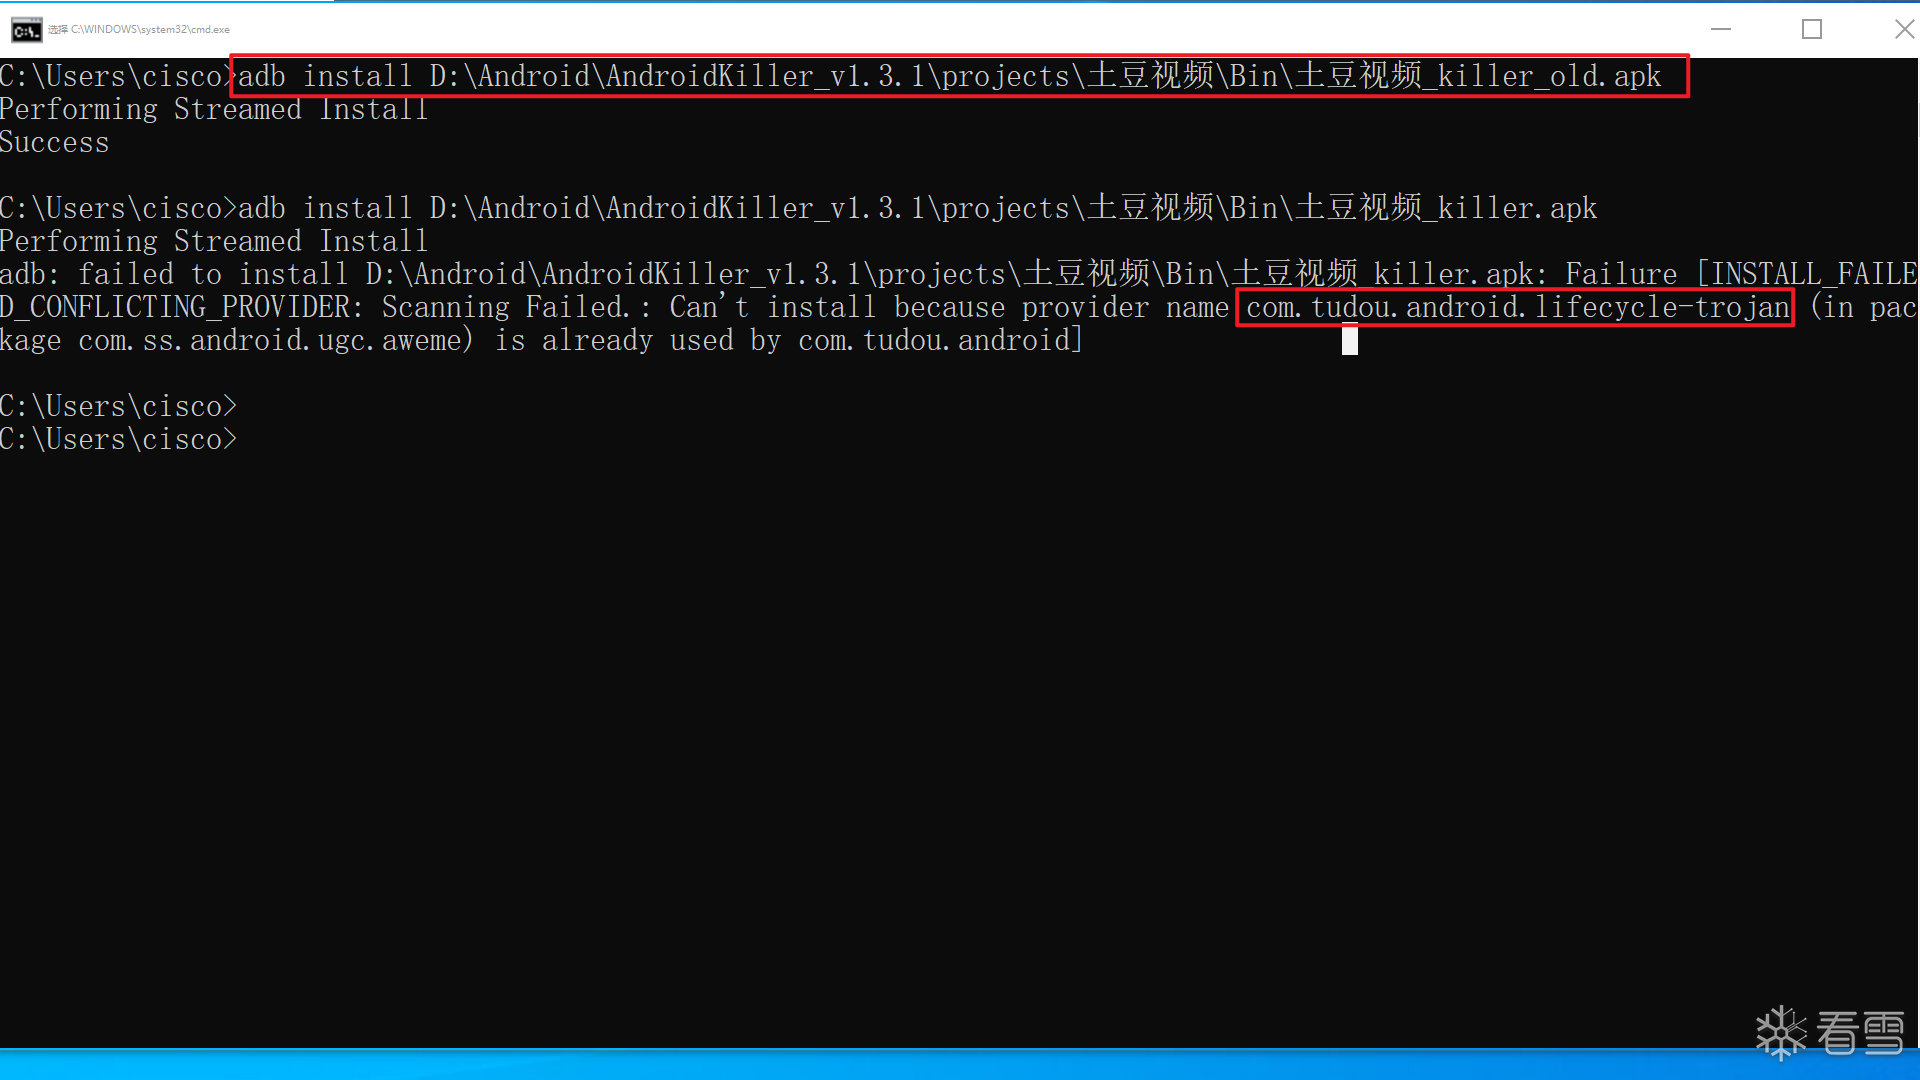 选择 C:\WINDOWS\system32\cmd.exe
C:\Users\cisco>adb install D:\Android\AndroidKiller_v1.3.1\projects\土豆视频\Bin\土豆视频_killer_old.apk
Performing Streamed Install
Success
C:\Users\cisco>adb install D:\Android\AndroidKiller_v1.3.1\projects\土豆视频\Bin\土豆视频_killer.apk
Performing Streamed Install
adb: failed to install D:\Android\AndroidKiller_v1.3.1\projects\土豆视频\Bin\土豆视频_killer.apk: Failure [INSTALL_FAILE
D_CONFLICTING_PROVIDER: Scanning Failed.: Can't install because provider name com.tudou.android.lifecycle-trojan (in pac
kage com.ss.android.ugc.aweme) is already used by com.tudou.android]
C:\Users\cisco>
C:\Users\cisco>
看雪